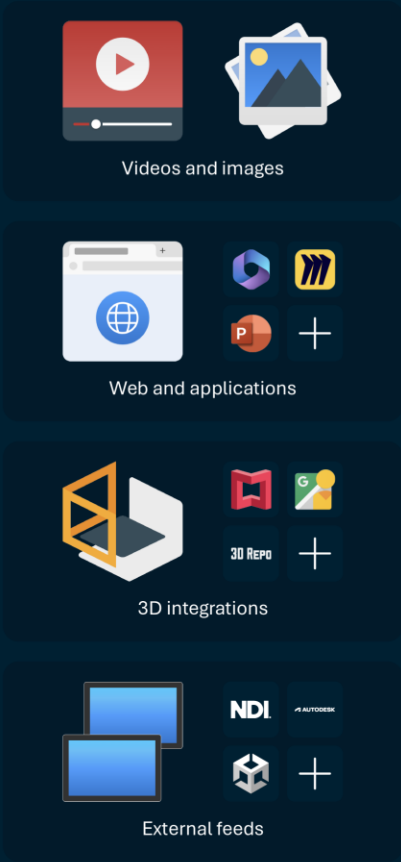 Videos and images
+
Web and applications
P
3D integrations
G
3D REPO
External feeds
NDI
AUTODESK